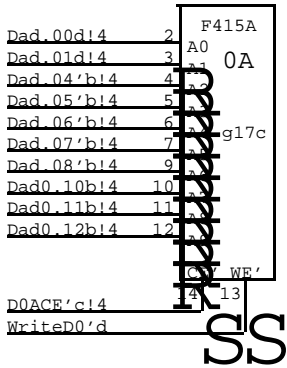 F415A
Dad.00d!4 2 A0 0A
Dad.01d!4 3 A1
Dad.04'b!4 4 A2
Dad.05'b!4 5
Dad.06'b!4 6 g17c
Dad.07'b!4 7
Dad.08'b!4 9
Dad0.10b!4 10
Dad0.11b!4 11
Dad0.12b!4 12
WE'
14 13
D0ACE'c!4
WriteD0'd
SS